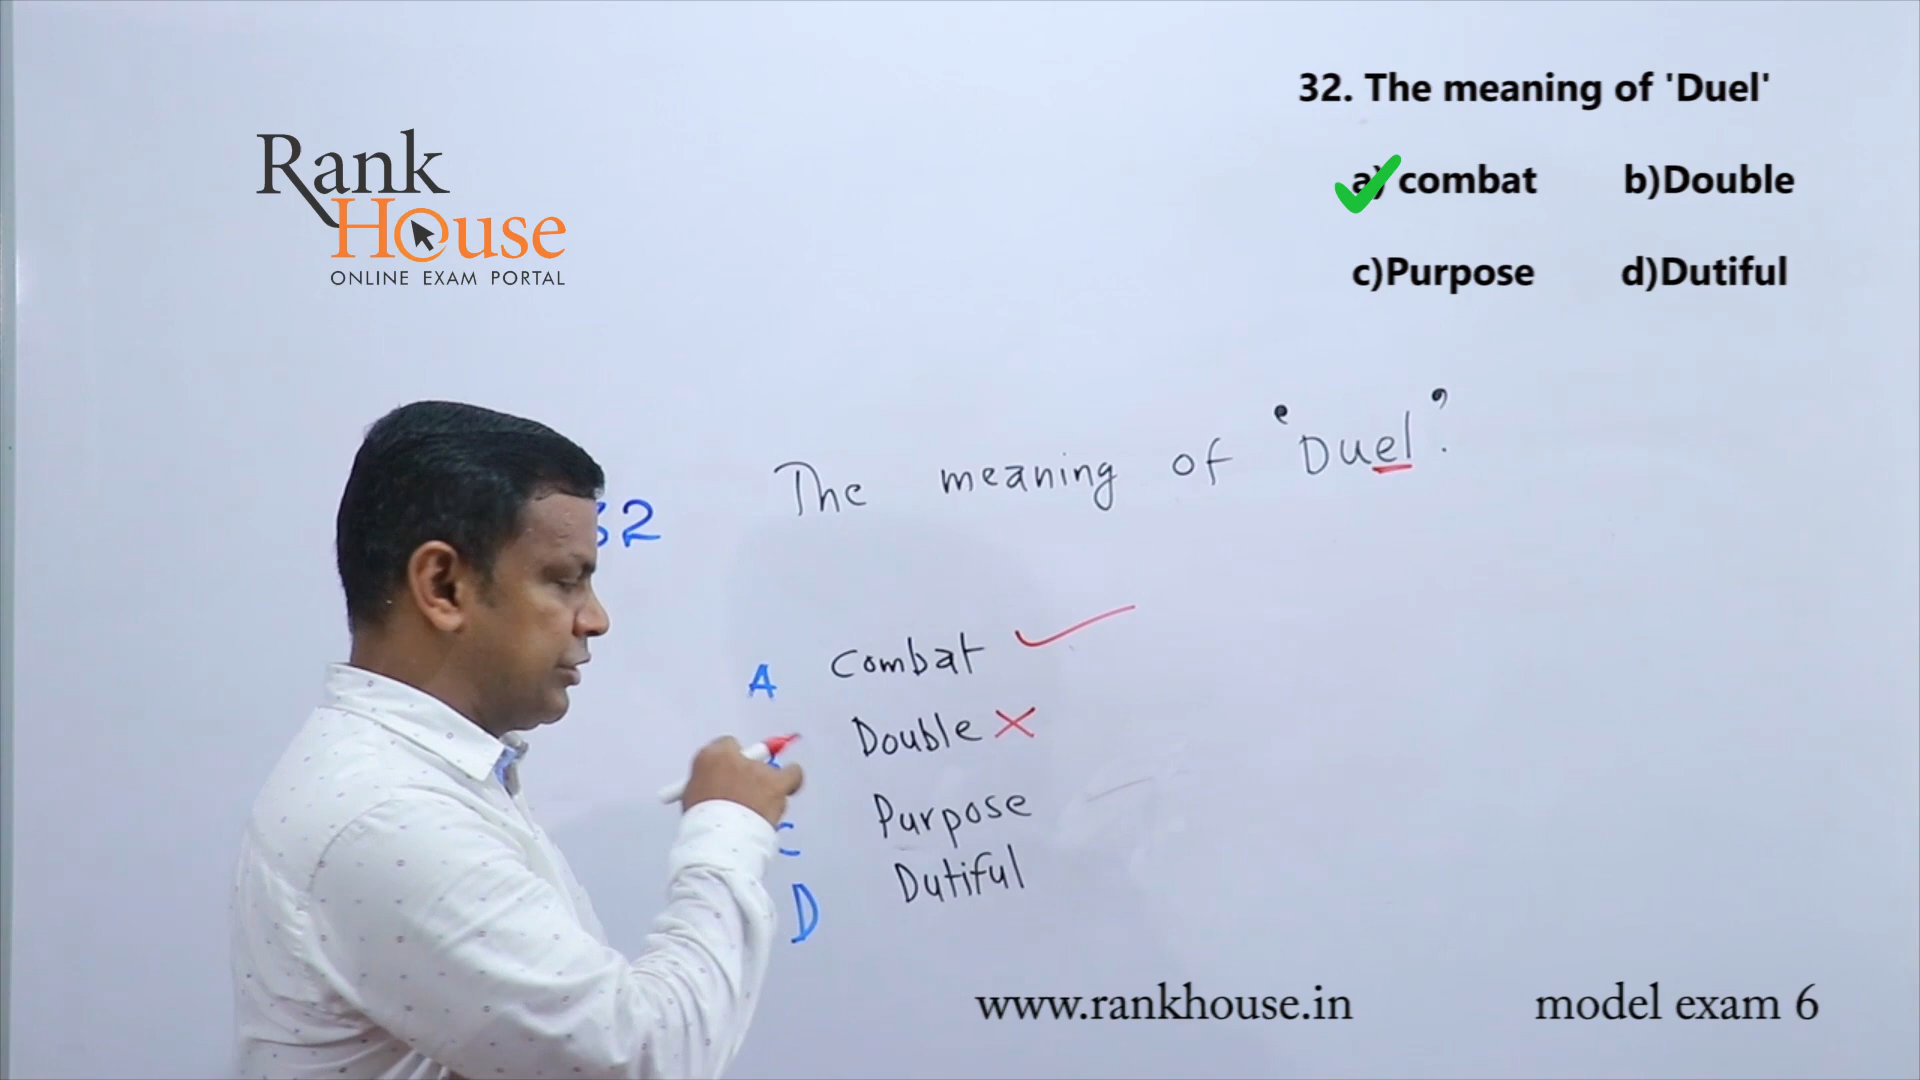 32. The meaning of 'Duel'
a) combat b)Double
c)Purpose d)Dutiful
Rank
House
ONLINE EXAM PORTAL
32 The meaning of 'Duel'.
A Combat
Double
C Purpose
D Dutiful
www.rankhouse.in model exam 6